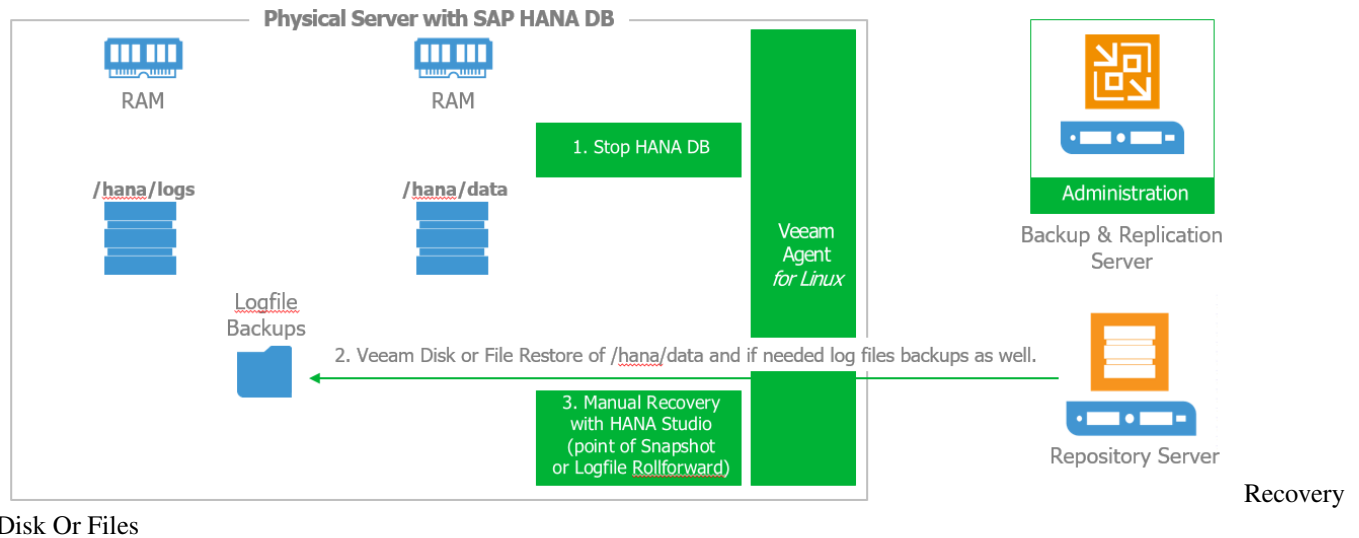 Physical Server with SAP HANA DB
RAM
RAM
1. Stop HANA DB
/hana/logs
/hana/data
Administration
Veeam
Agent
for Linux
Backup & Replication
Server
Logfile
Backups
2. Veeam Disk or File Restore of /hana/data and if needed log files backups as well.
3. Manual Recovery
with HANA Studio
(point of Snapshot
or Logfile Rollforward)
Repository Server
Recovery
Disk Or Files